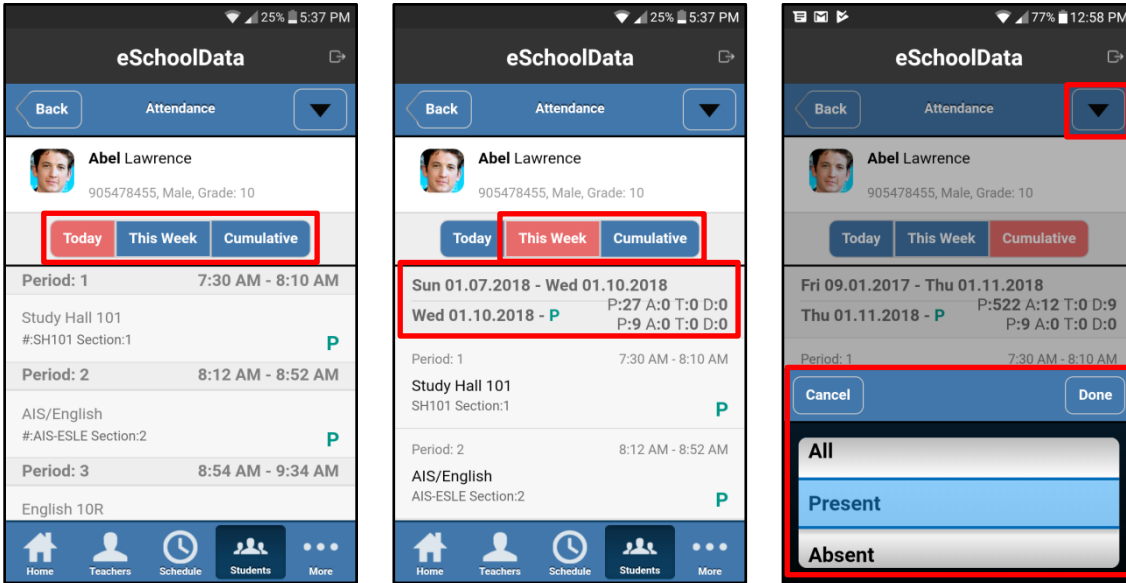 25% 5:37 PM
eSchoolData
Back Attendance
Abel Lawrence
905478455, Male, Grade: 10
Today This Week Cumulative
Period: 1 7:30 AM - 8:10 AM
Study Hall 101
#:SH101 Section:1 P
Period: 2 8:12 AM - 8:52 AM
AIS/English
#:AIS-ESLE Section:2 P
Period: 3 8:54 AM - 9:34 AM
English 10R
Home Teachers Schedule Students More
25% 5:37 PM
eSchoolData
Back Attendance
Abel Lawrence
905478455, Male, Grade: 10
Today This Week Cumulative
Sun 01.07.2018 - Wed 01.10.2018
P:27 A:0 T:0 D:0
Wed 01.10.2018 - P
P:9 A:0 T:0 D:0
Period: 1 7:30 AM - 8:10 AM
Study Hall 101
SH101 Section:1 P
Period: 2 8:12 AM - 8:52 AM
AIS/English
AIS-ESLE Section:2 P
Home Teachers Schedule Students More
77% 12:58 PM
eSchoolData
Back Attendance
Abel Lawrence
905478455, Male, Grade: 10
Today This Week Cumulative
Fri 09.01.2017 - Thu 01.11.2018
P:522 A:12 T:0 D:9
Thu 01.11.2018 - P
P:9 A:0 T:0 D:0
Period: 1 7:30 AM - 8:10 AM
Cancel Done
All
Present
Absent